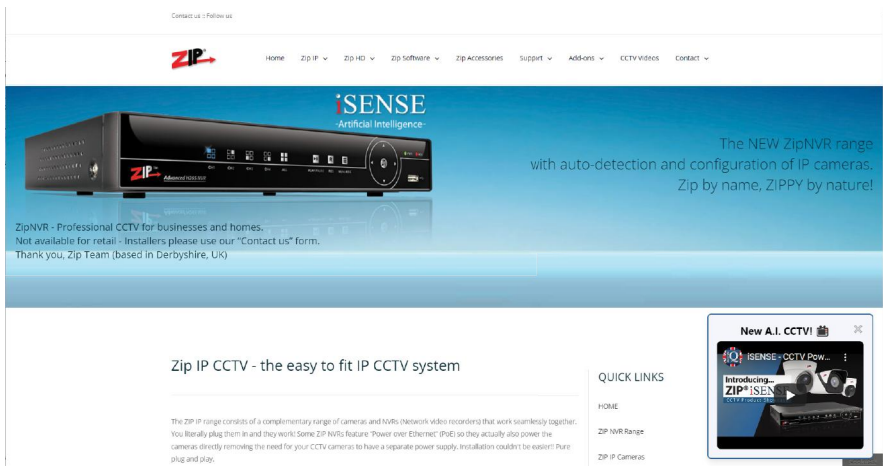 Contact us :: Follow us
ZIP
Home Zip IP Zip HD Zip Software Zip Accessories Support Add-ons CCTV Videos Contact
iSENSE
-Artificial Intelligence-
The NEW ZipNVR range
with auto-detection and configuration of IP cameras.
Zip by name, ZIPPY by nature!
ZIP
ZipNVR - Professional CCTV for businesses and homes.
Not available for retail - Installers please use our "Contact us" form.
Thank you, Zip Team (based in Derbyshire, UK)
New A.I. CCTV!
iSENSE - CCTV Pow...
Introducing...
ZIP® iSENSE
Zip IP CCTV - the easy to fit IP CCTV system
QUICK LINKS
HOME
ZIP NVR Range
ZIP IP Cameras
The ZIP IP range consists of a complementary range of cameras and NVRs (Network video recorders) that work seamlessly together.
You literally plug them in and they work! Some ZIP NVRs feature "Power over Ethernet" (PoE) so they actually also power the
cameras directly removing the need for your CCTV cameras to have a separate power supply. Installation couldn't be easier!! Pure
plug and play.